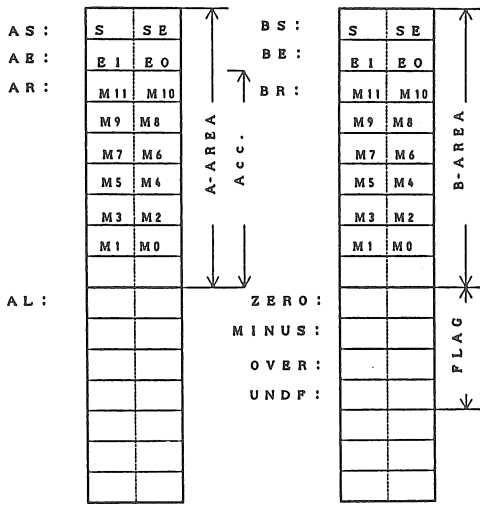 AS: S SE BS: S SE
AE: E1 E0 BE: E1 E0
AR: M11 M10 BR: M11 M10
M9 M8 M9 M8
M7 M6 M7 M6
M5 M4 M5 M4
M3 M2 M3 M2
M1 M0 M1 M0
A-AREA
Acc.
B-AREA
AL: ZERO:
MINUS:
OVER:
UNDF:
FLAG